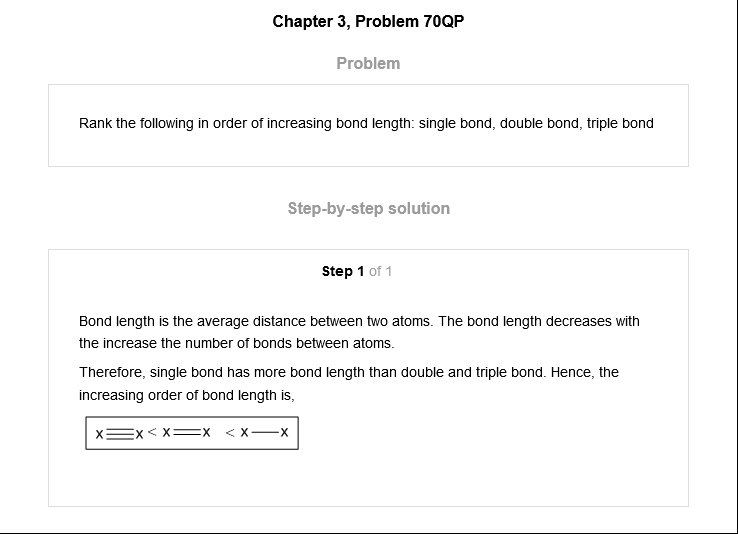 Chapter 3, Problem 70QP
Problem
Rank the following in order of increasing bond length: single bond, double bond, triple bond
Step-by-step solution
Step 1 of 1
Bond length is the average distance between two atoms. The bond length decreases with
the increase the number of bonds between atoms.
Therefore, single bond has more bond length than double and triple bond. Hence, the
increasing order of bond length is,
x≡x < x=x < x—x